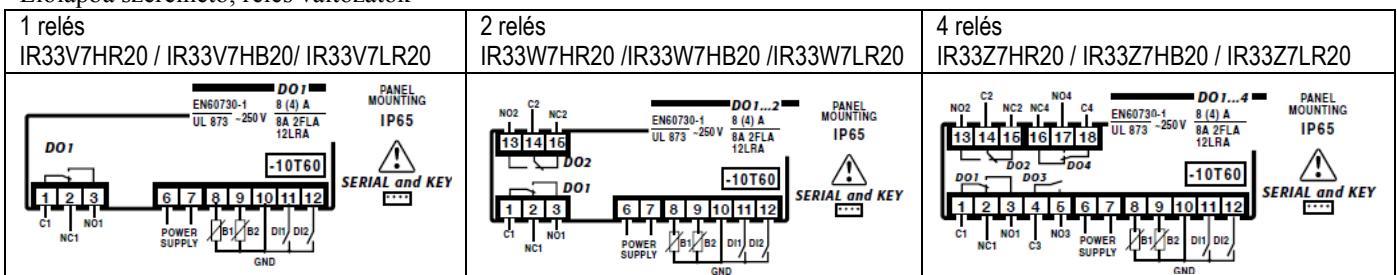 1 relés
IR33V7HR20 / IR33V7HB20/ IR33V7LR20
DO1
EN60730-1
UL 873
~250 V
8 (4) A
8A 2FLA
12LRA
PANEL
MOUNTING
IP65
DO1
-10T60
SERIAL and KEY
1 2 3 6 7 8 9 10 11 12
C1
NC1
NO1
POWER
SUPPLY
B1 B2 DI1 DI2
GND
2 relés
IR33W7HR20 /IR33W7HB20 /IR33W7LR20
NO2 C2 NC2
DO1...2
EN60730-1
UL 873
~250 V
8 (4) A
8A 2FLA
12LRA
PANEL
MOUNTING
IP65
13 14 15
DO2
DO1
-10T60
SERIAL and KEY
1 2 3 6 7 8 9 10 11 12
C1
NC1
NO1
POWER
SUPPLY
B1 B2 DI1 DI2
GND
4 relés
IR33Z7HR20 / IR33Z7HB20 / IR33Z7LR20
NO2 C2 NC2 NC4 NO4 C4
DO1...4
EN60730-1
UL 873
~250 V
8 (4) A
8A 2FLA
12LRA
PANEL
MOUNTING
IP65
13 14 15 16 17 18
DO2 DO4
DO1 DO3
-10T60
SERIAL and KEY
1 2 3 4 5 6 7 8 9 10 11 12
C1
NC1
NO1
C3
NO3
POWER
SUPPLY
B1 B2 DI1 DI2
GND